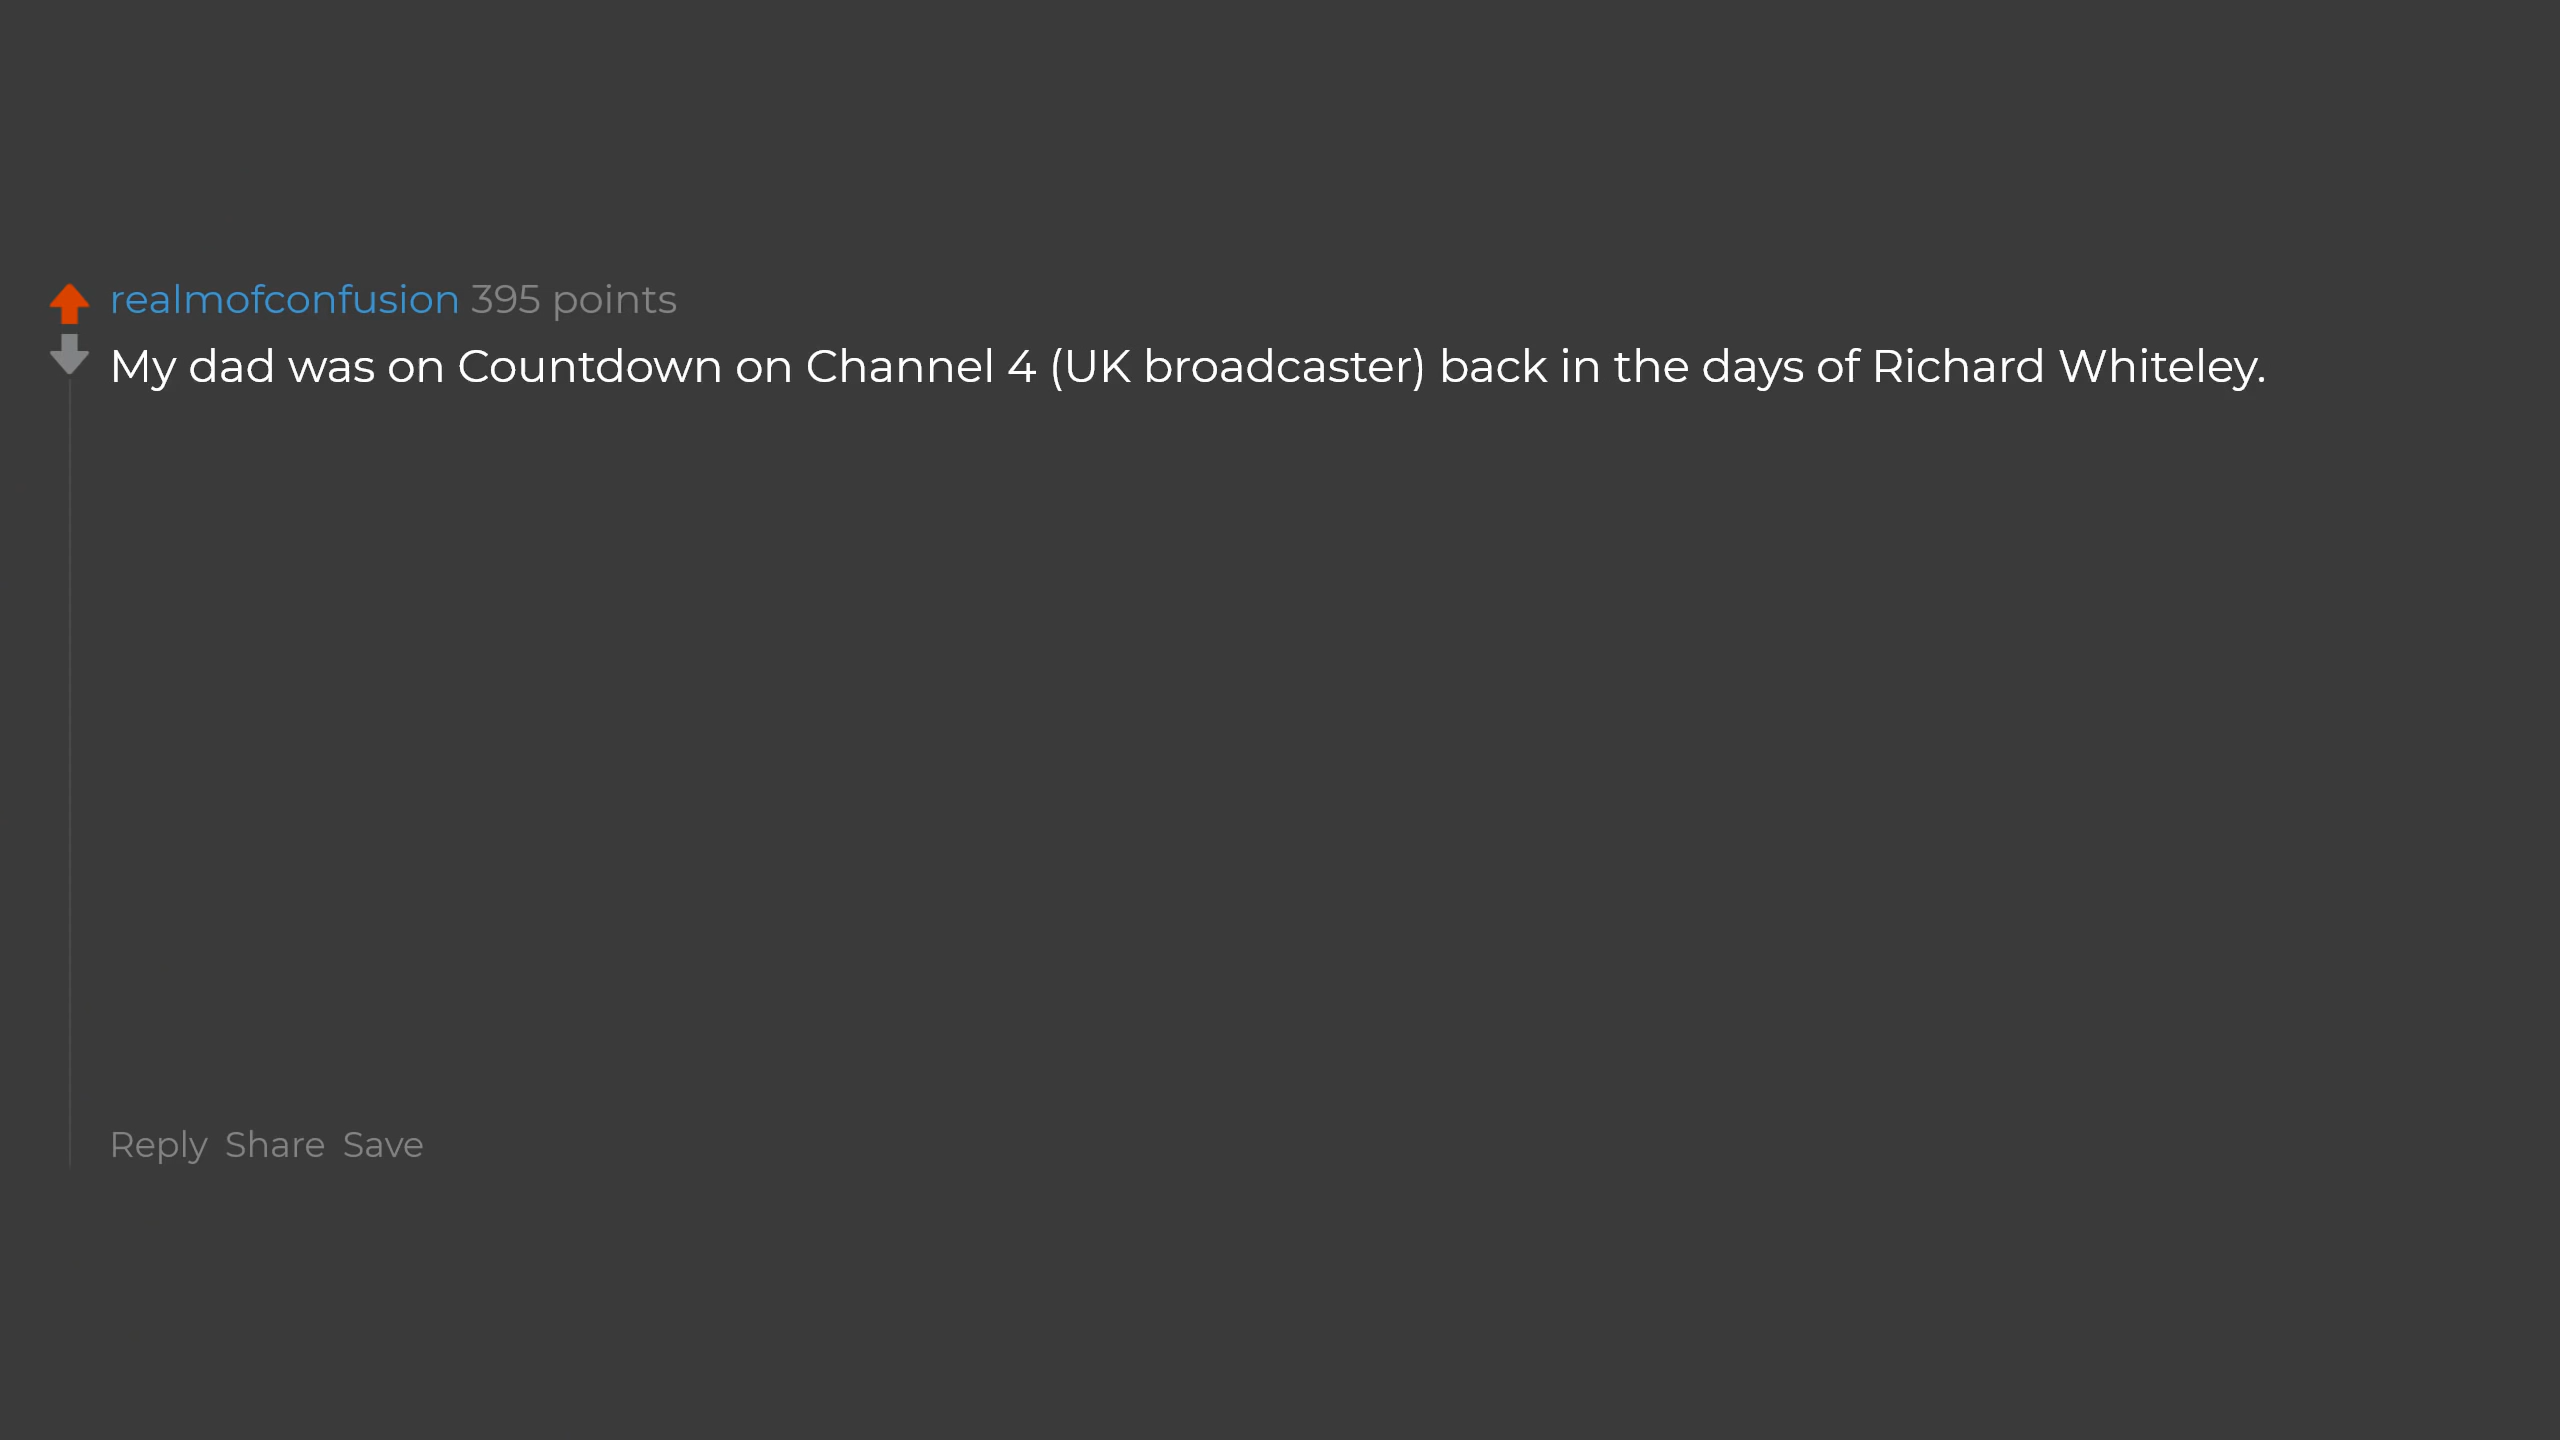 realmofconfusion 395 points
My dad was on Countdown on Channel 4 (UK broadcaster) back in the days of Richard Whiteley.
Reply Share Save